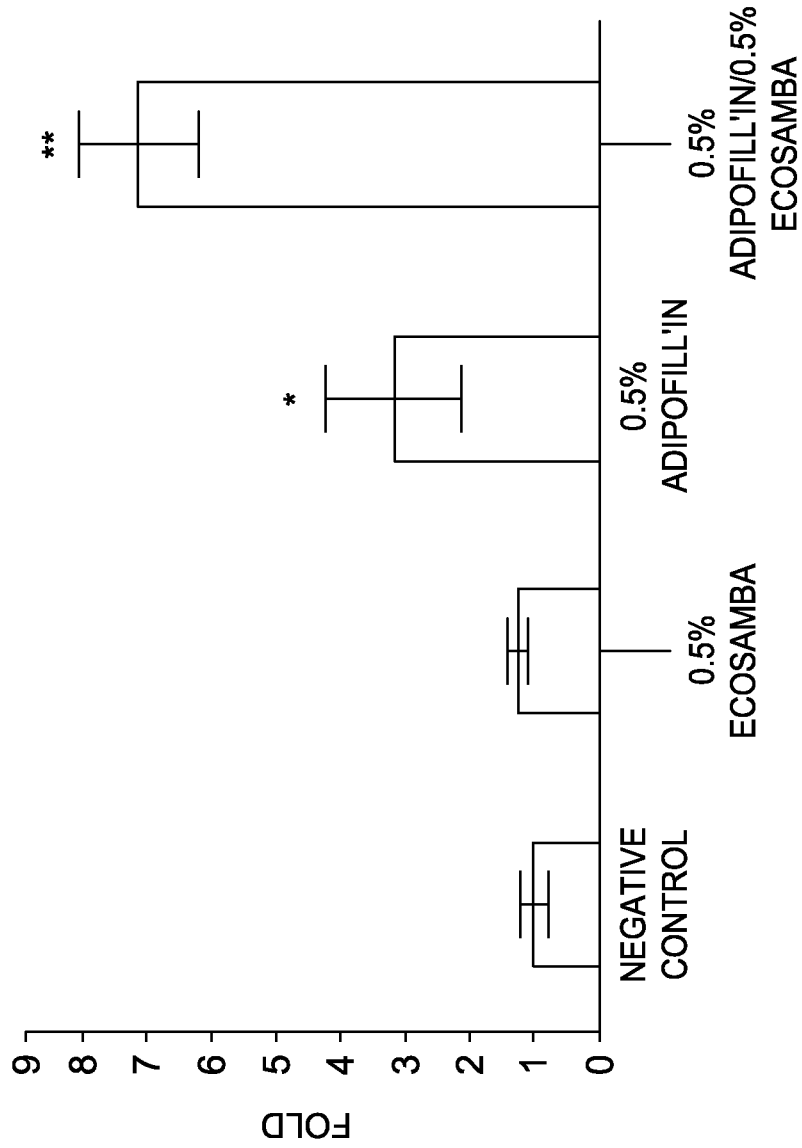 FOLD
9
8
7
6
5
4
3
2
1
0
**
*
NEGATIVE
CONTROL
0.5%
ECOSAMBA
0.5%
ADIPOFILL'IN
0.5%
ADIPOFILL'IN/0.5%
ECOSAMBA